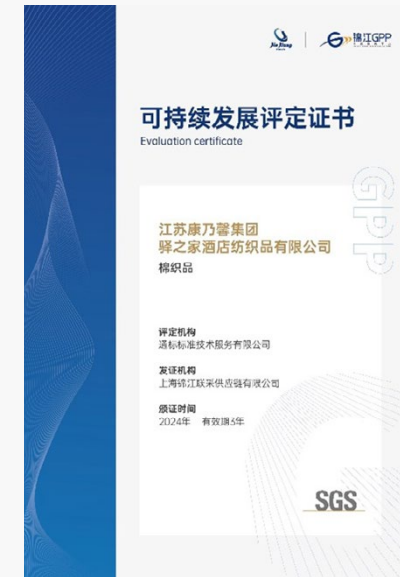 Jin Jiang
锦江GPP
可持续发展评定证书
Evaluation certificate
GPP
江苏康乃馨集团
驿之家酒店纺织品有限公司
棉织品
评定机构
通标标准技术服务有限公司
发证机构
上海锦江联采供应链有限公司
颁证时间
2024年 有效期3年
SGS